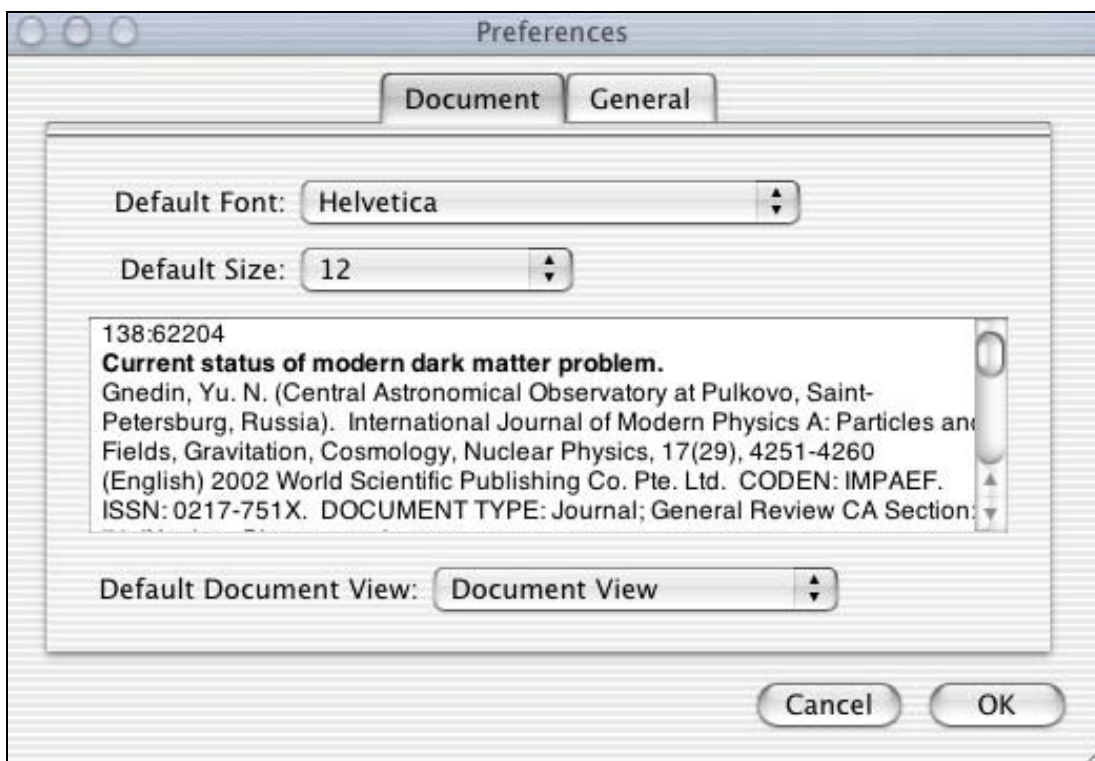 Preferences
Document General
Default Font: Helvetica
Default Size: 12
138:62204
Current status of modern dark matter problem.
Gnedin, Yu. N. (Central Astronomical Observatory at Pulkovo, Saint-
Petersburg, Russia). International Journal of Modern Physics A: Particles and
Fields, Gravitation, Cosmology, Nuclear Physics, 17(29), 4251-4260
(English) 2002 World Scientific Publishing Co. Pte. Ltd. CODEN: IMPAEF.
ISSN: 0217-751X. DOCUMENT TYPE: Journal; General Review CA Section:
Default Document View: Document View
Cancel OK